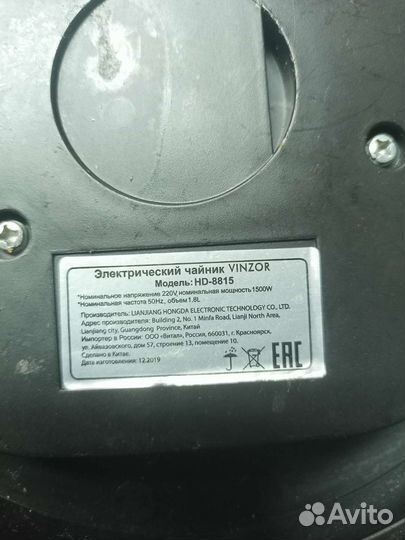 Электрический чайник VINZOR
Модель: HD-8815
*Номинальное напряжение 220V, номинальная мощность 1500W
*Номинальная частота 50Hz, объем 1.8L
Производитель: LIANJIANG HONGDA ELECTRONIC TECHNOLOGY CO., LTD.
Адрес производителя: Building 2, No. 1 Minfa Road, Lianji North Area,
Lianjiang city, Guangdong Province, Китай
Импортер в России: ООО «Витал», Россия, 660031, г. Красноярск,
ул. Айвазовского, дом 57, строение 13, помещение 10.
Сделано в Китае.
Дата изготовления: 12.2019
EAC
Avito